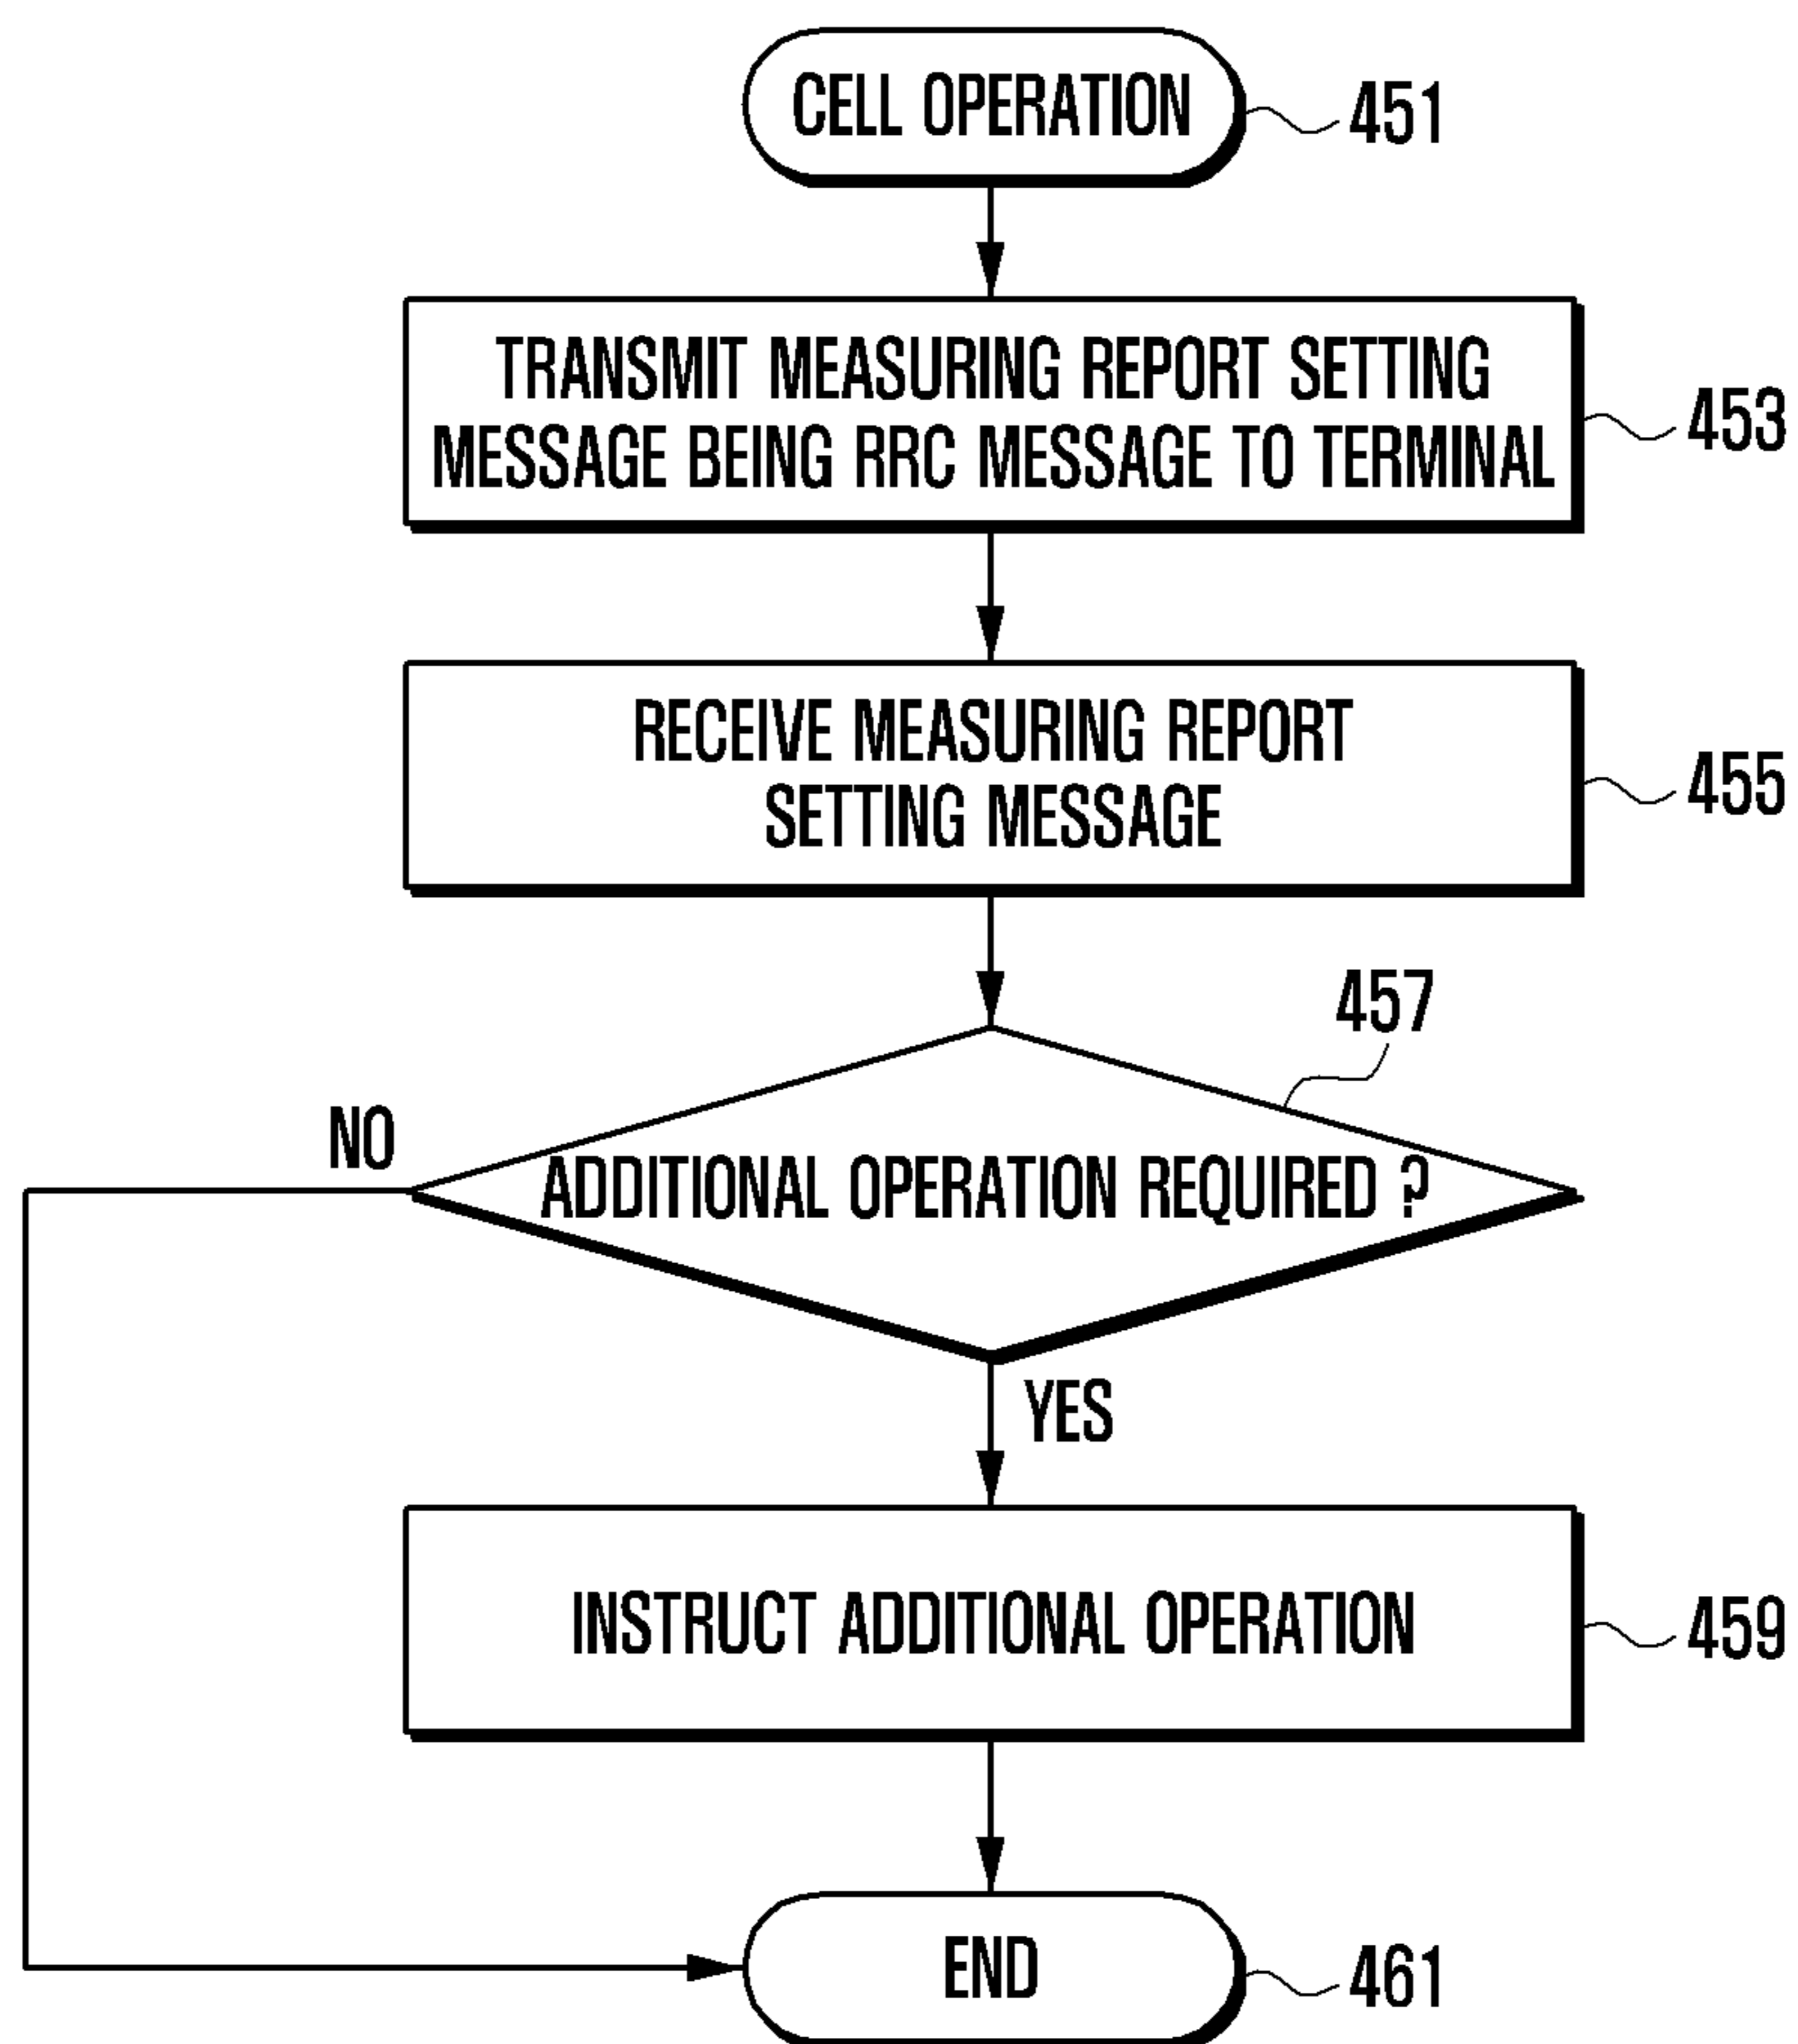 CELL OPERATION
451
TRANSMIT MEASURING REPORT SETTING
MESSAGE BEING RRC MESSAGE TO TERMINAL
453
RECEIVE MEASURING REPORT
SETTING MESSAGE
455
457
NO
ADDITIONAL OPERATION REQUIRED ?
YES
INSTRUCT ADDITIONAL OPERATION
459
END
461